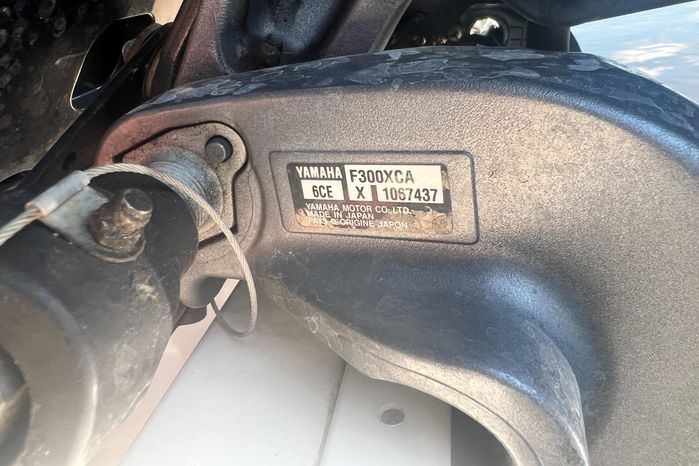 YAMAHA F300XCA
6CE X 1067437
YAMAHA MOTOR CO.,LTD.
MADE IN JAPAN
PAYS D'ORIGINE JAPON